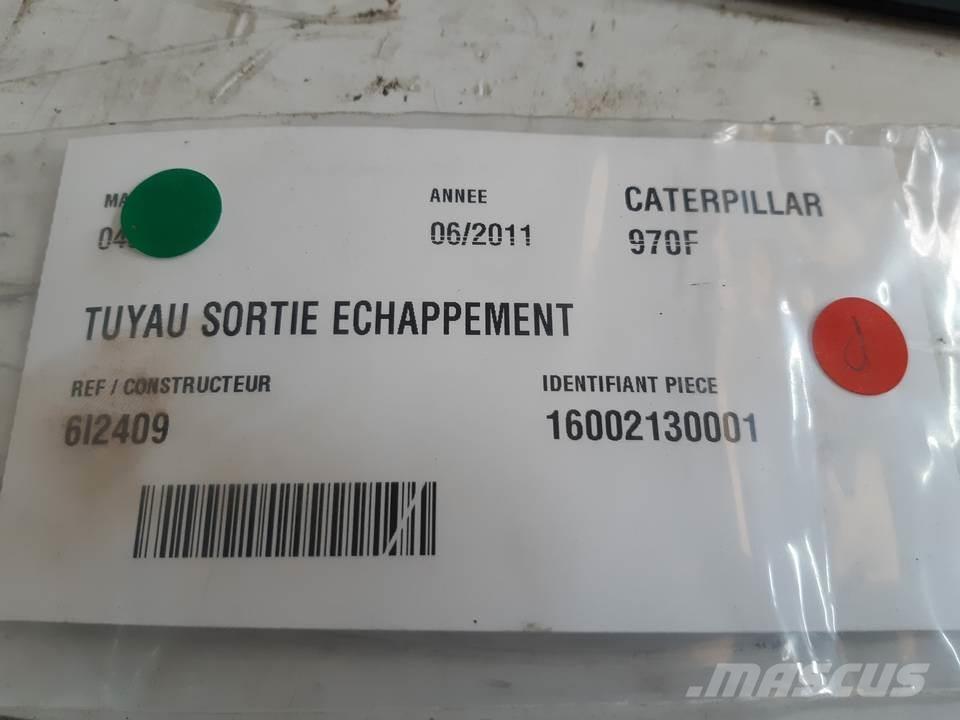 ANNEE
CATERPILLAR
06/2011
970F
TUYAU SORTIE ECHAPPEMENT
REF / CONSTRUCTEUR
IDENTIFIANT PIECE
6I2409
16002130001
MASCUS